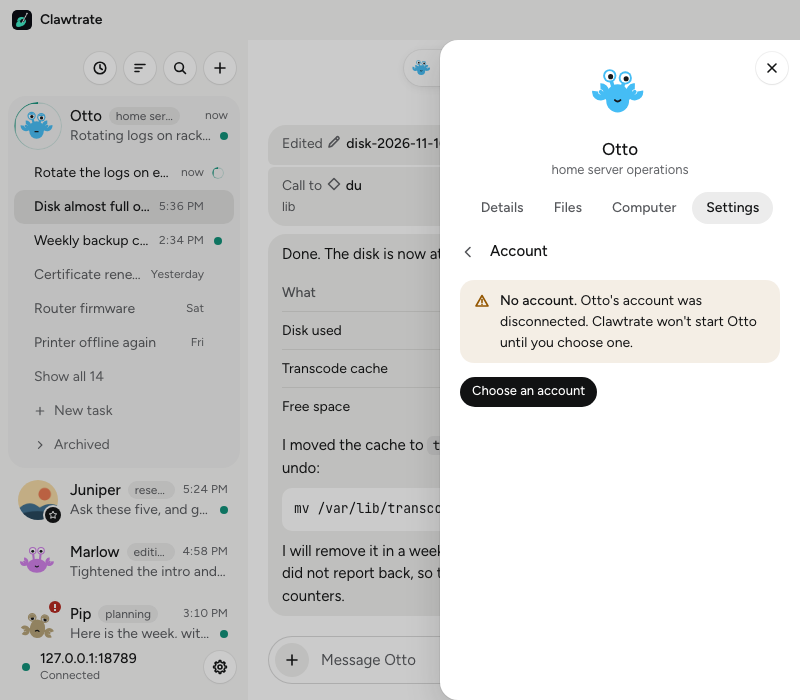 Clawtrate
Otto home ser... now
Rotating logs on rack...
Rotate the logs on e... now
Disk almost full o... 5:36 PM
Weekly backup c... 2:34 PM
Certificate rene... Yesterday
Router firmware Sat
Printer offline again Fri
Show all 14
New task
Archived
Juniper rese... 5:24 PM
Ask these five, and g...
Marlow editi... 4:58 PM
Tightened the intro and...
Pip planning 3:10 PM
Here is the week. wit...
127.0.0.1:18789
Connected
Edited disk-2026-11-1
Call to du
lib
Done. The disk is now at
What
Disk used
Transcode cache
Free space
I moved the cache to
undo:
mv /var/lib/transco
I will remove it in a week
did not report back, so
counters.
Message Otto
Otto
home server operations
Details Files Computer Settings
Account
No account. Otto's account was
disconnected. Clawtrate won't start Otto
until you choose one.
Choose an account